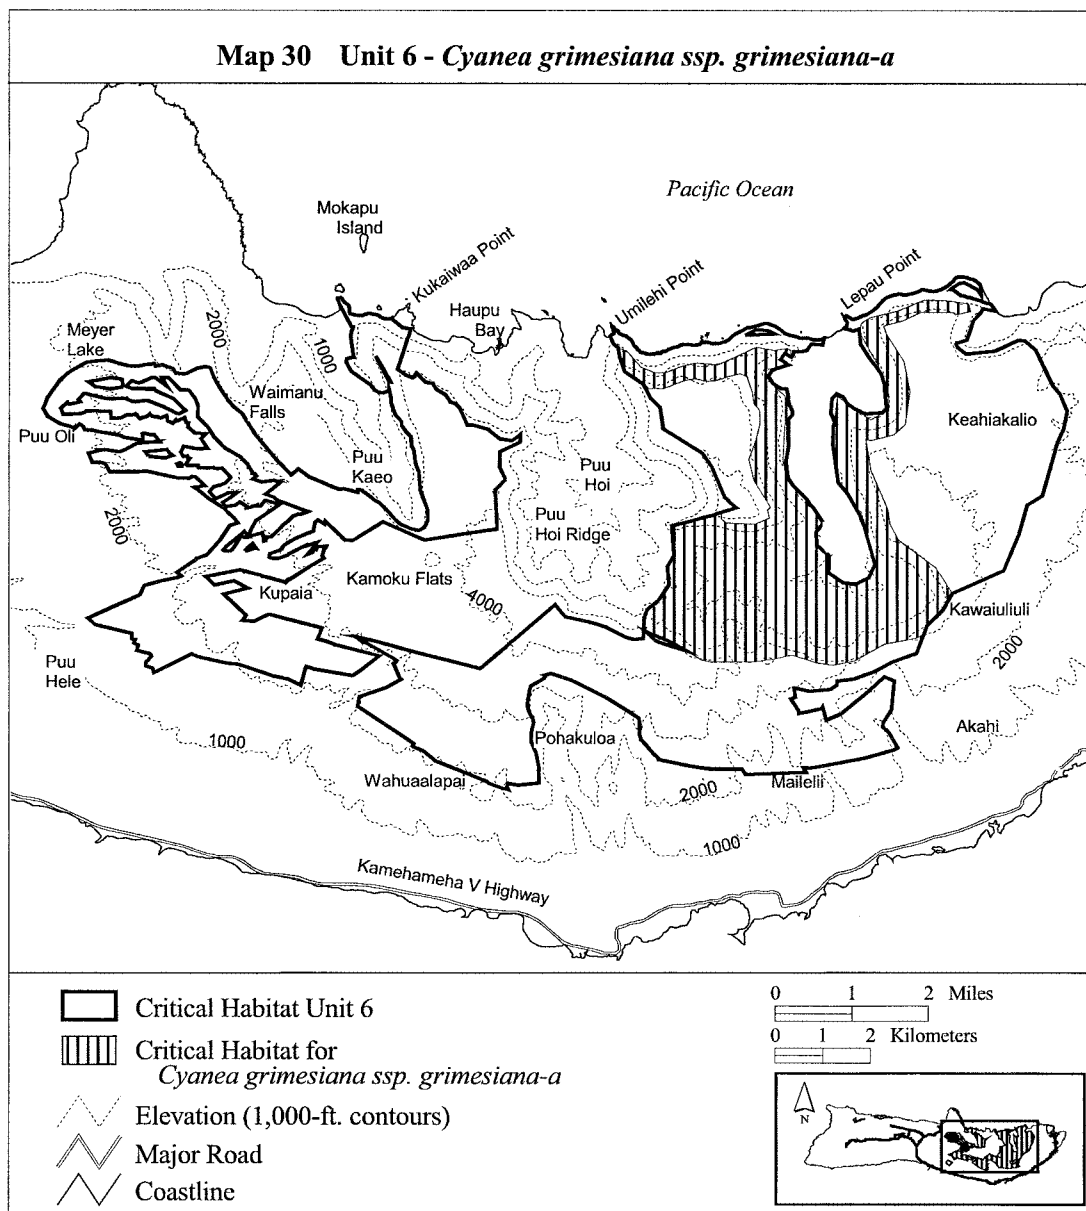 Map 30 Unit 6 - Cyanea grimesiana ssp. grimesiana-a
Pacific Ocean
Mokapu
Island
Kukaiwaa Point
Haupu
Bay
Umilehi Point
Lepau Point
Meyer
Lake
2000
1000
Waimanu
Falls
Puu Oli
Puu
Kaeo
Puu
Hoi
Keahiakalio
2000
Puu
Hoi Ridge
Kamoku Flats
Kupaia
4000
Kawaiuliuli
2000
Puu
Hele
1000
Pohakuloa
Akahi
Wahuaalapai
2000
Mailelii
1000
Kamehameha V Highway
Critical Habitat Unit 6
Critical Habitat for
Cyanea grimesiana ssp. grimesiana-a
Elevation (1,000-ft. contours)
Major Road
Coastline
0 1 2 Miles
0 1 2 Kilometers
N